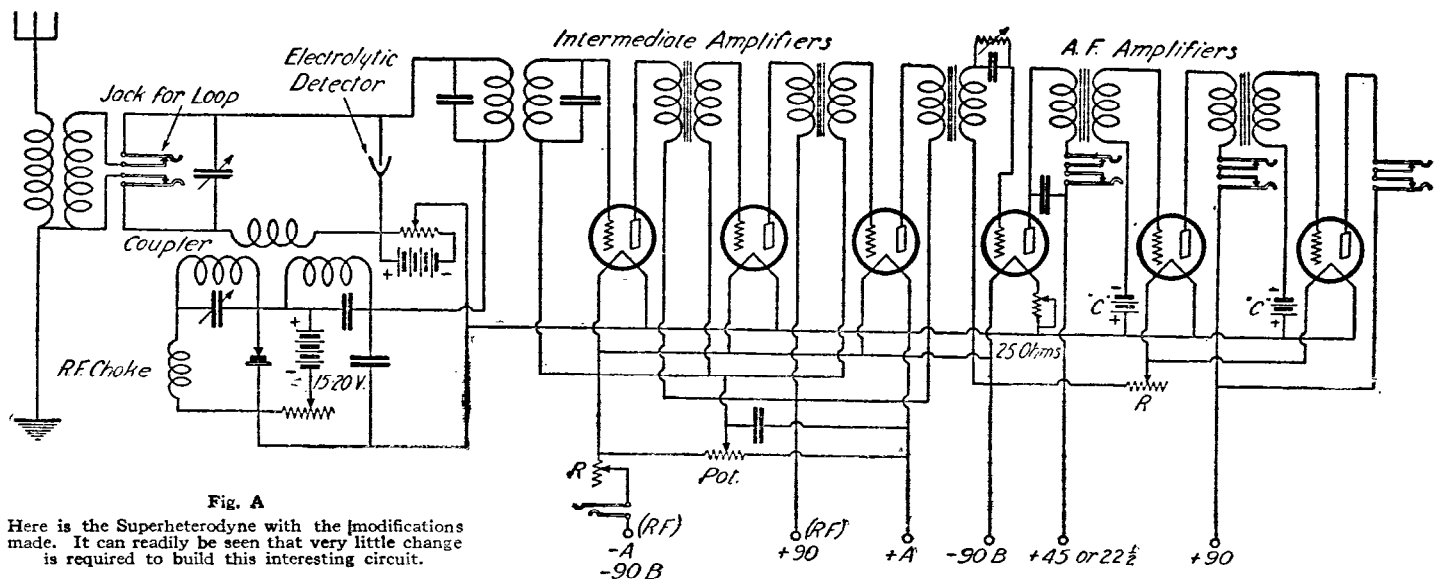 Intermediate Amplifiers
A.F. Amplifiers
Electrolytic
Detector
Jack for Loop
Coupler
+ -
R.F. Choke
+
-
15-20 V.
25 Ohms
"C"
-
+
"C"
-
+
R
R
Pot.
(RF)
-A
-90 B
(RF)
+90
+A
-90 B
+45 or 22½
+90
Fig. A
Here is the Superheterodyne with the modifications
made. It can readily be seen that very little change
is required to build this interesting circuit.